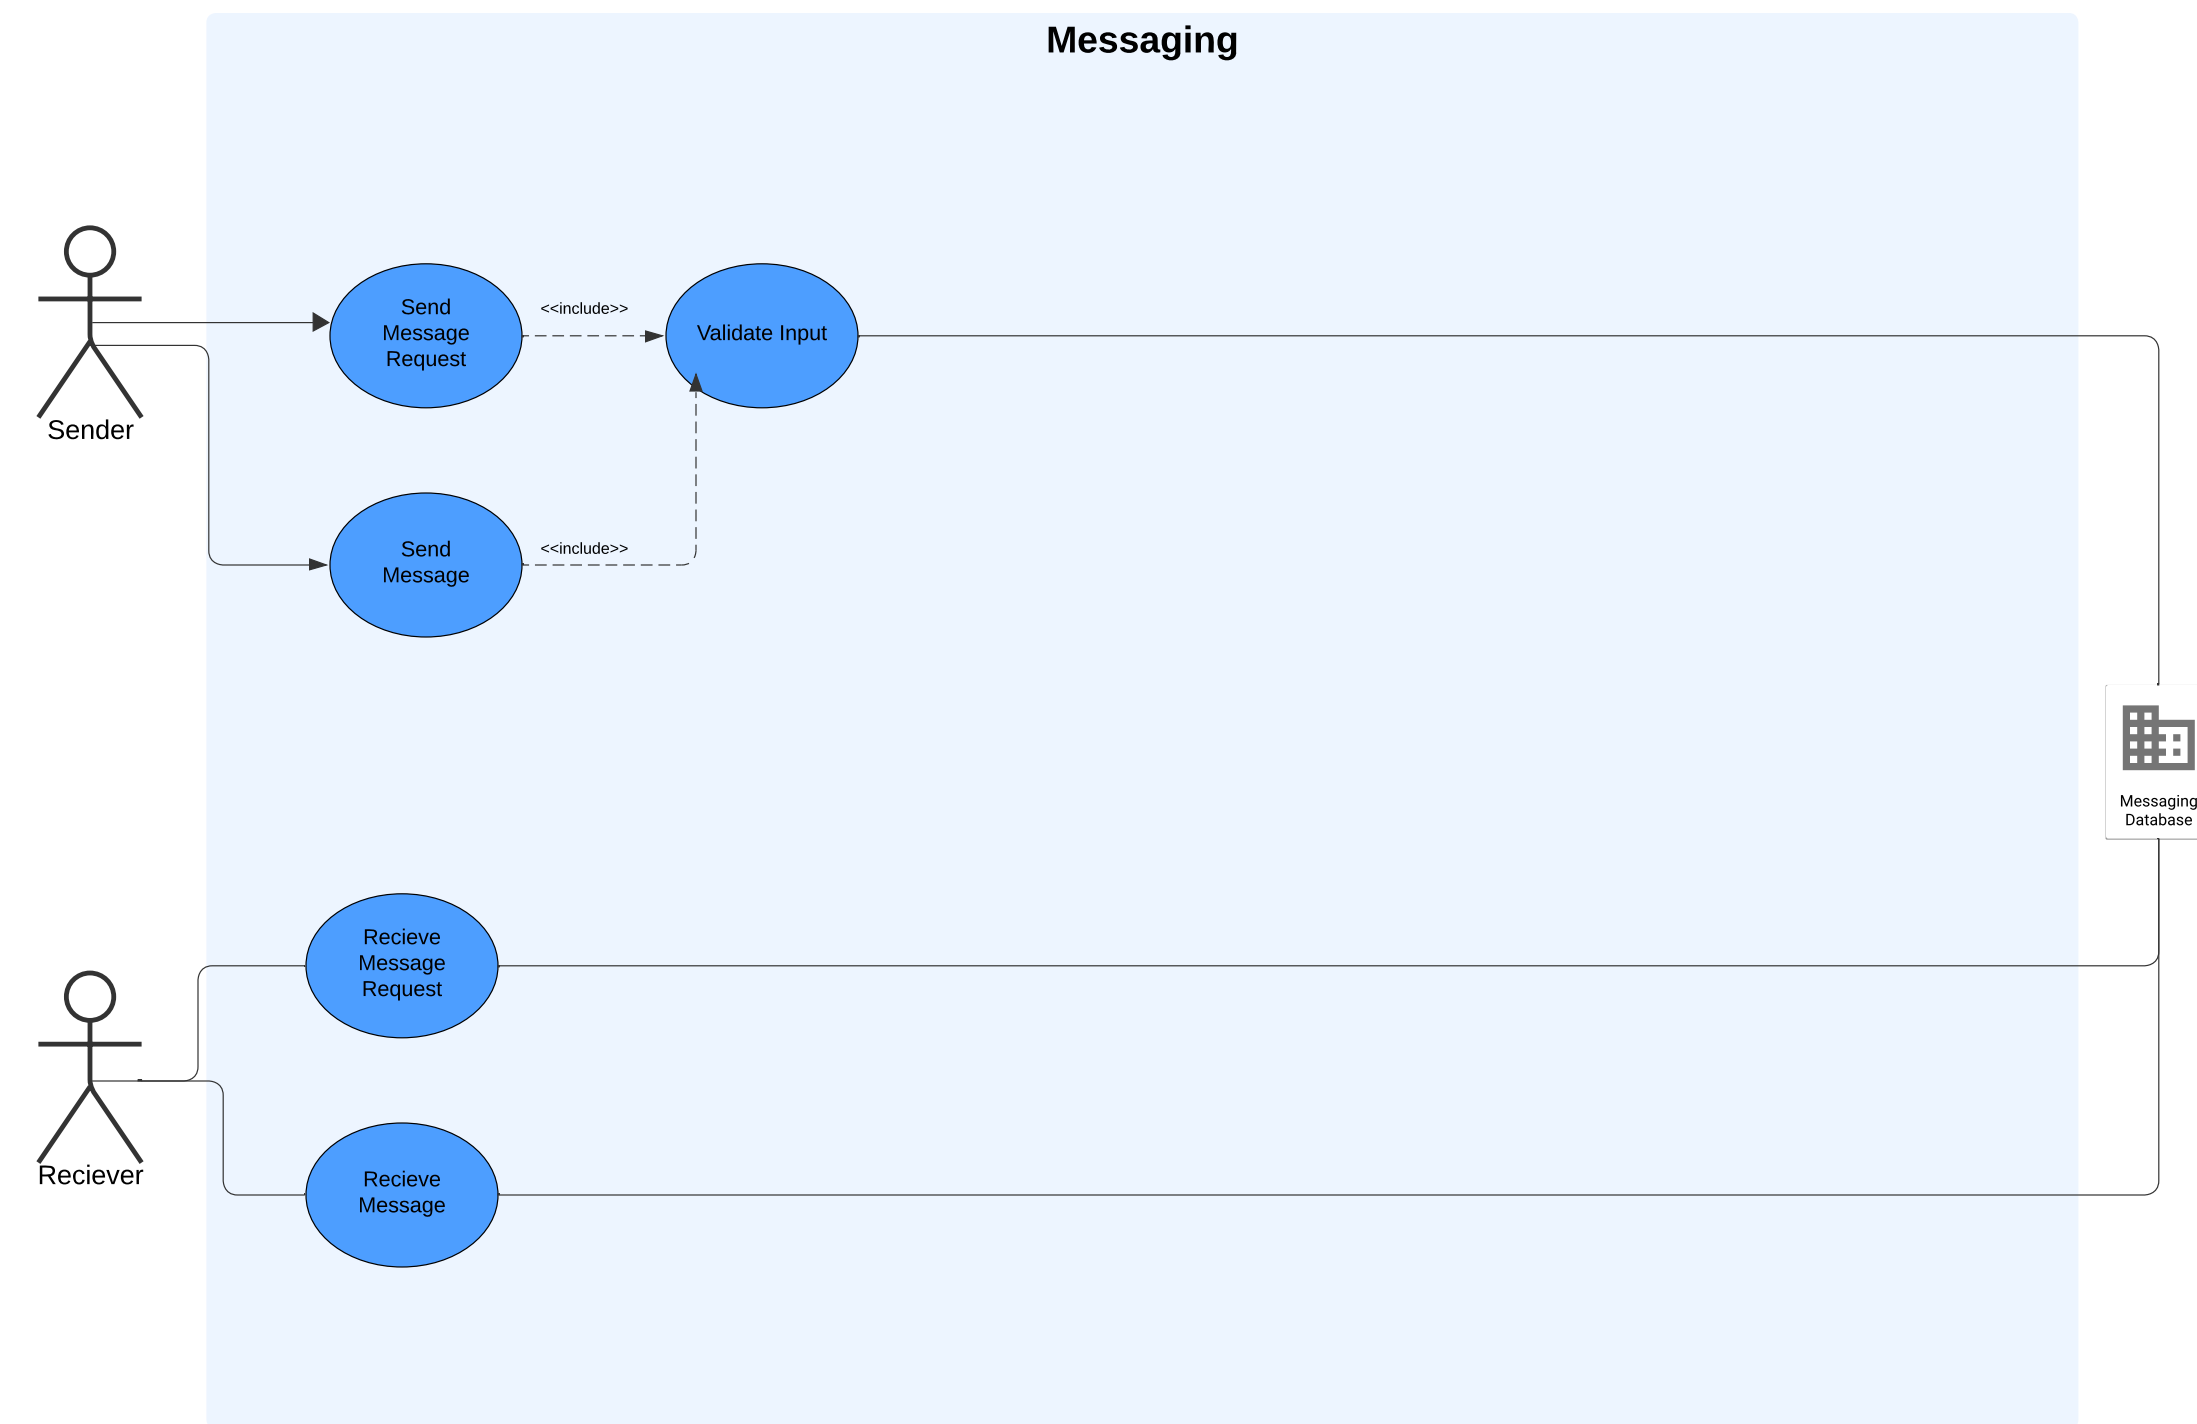 Messaging
Send
Message
Request
<<include>>
Validate Input
Sender
Send
Message
<<include>>
Messaging
Database
Recieve
Message
Request
Reciever
Recieve
Message